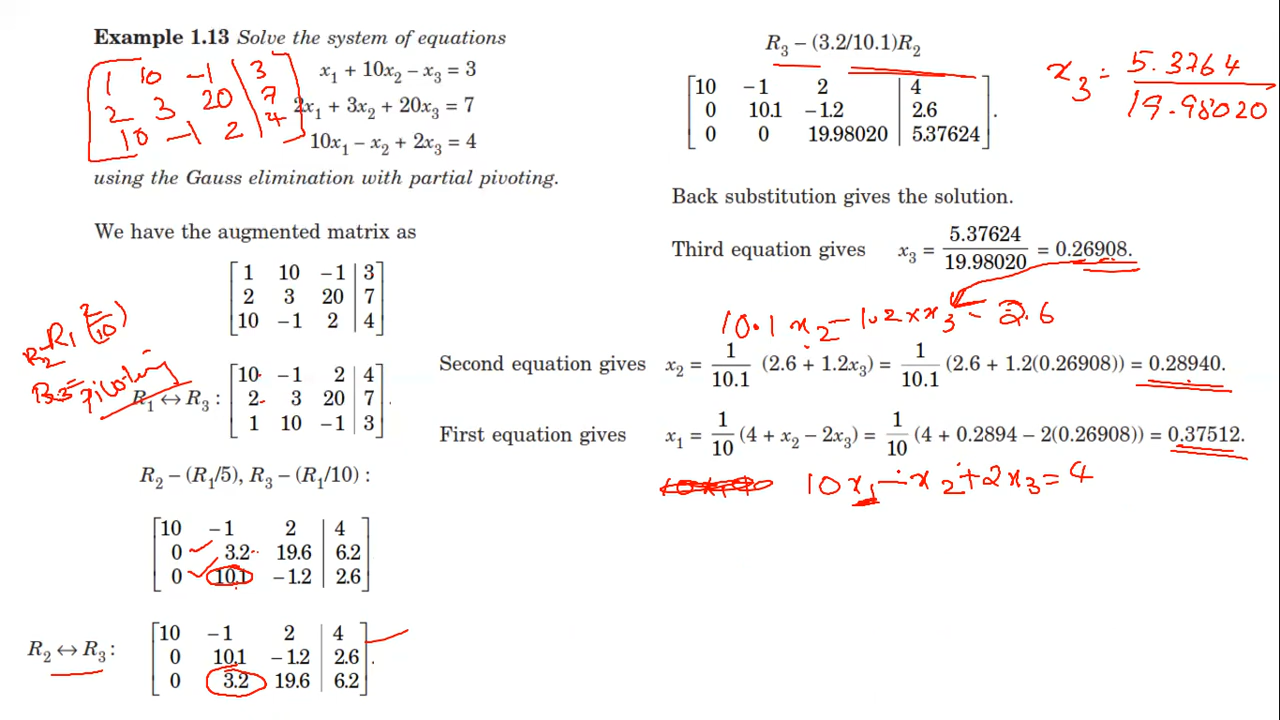 Example 1.13 Solve the system of equations
x₁ + 10x₂ – x₃ = 3
2x₁ + 3x₂ + 20x₃ = 7
10x₁ – x₂ + 2x₃ = 4
1 10 -1 | 3
2 3 20 | 7
10 -1 2 | 4
using the Gauss elimination with partial pivoting.
We have the augmented matrix as
1 10 –1 | 3
2 3 20 | 7
10 –1 2 | 4
R2 - R1 (2/10)
pivoting
R₁ ↔ R₃ :
10 –1 2 | 4
2 3 20 | 7
1 10 –1 | 3
R₂ – (R₁/5), R₃ – (R₁/10) :
10 –1 2 | 4
0 3.2 19.6 | 6.2
0 10.1 –1.2 | 2.6
R₂ ↔ R₃ :
10 –1 2 | 4
0 10.1 –1.2 | 2.6
0 3.2 19.6 | 6.2
R₃ – (3.2/10.1)R₂
10 –1 2 | 4
0 10.1 –1.2 | 2.6
0 0 19.98020 | 5.37624
x₃ = 5.3764 / 19.98020
Back substitution gives the solution.
Third equation gives x₃ = 5.37624 / 19.98020 = 0.26908.
10.1 x₂ - 1.2 x x₃ = 2.6
Second equation gives x₂ = 1/10.1 (2.6 + 1.2x₃) = 1/10.1 (2.6 + 1.2(0.26908)) = 0.28940.
First equation gives x₁ = 1/10 (4 + x₂ – 2x₃) = 1/10 (4 + 0.2894 – 2(0.26908)) = 0.37512.
10x₁ - x₂ + 2x₃ = 4